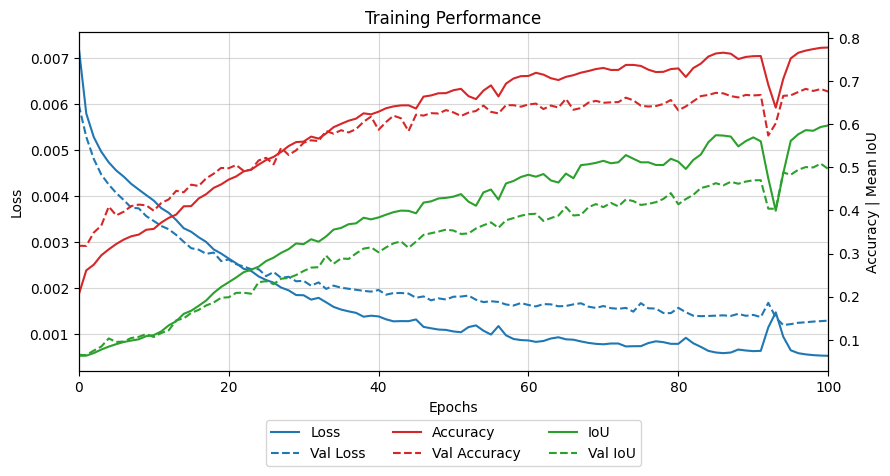 Training Performance
0.007
0.006
0.005
0.004
0.003
0.002
0.001
Loss
0.8
0.7
0.6
0.5
0.4
0.3
0.2
0.1
Accuracy | Mean IoU
0 20 40 60 80 100
Epochs
Loss Accuracy IoU
Val Loss Val Accuracy Val IoU